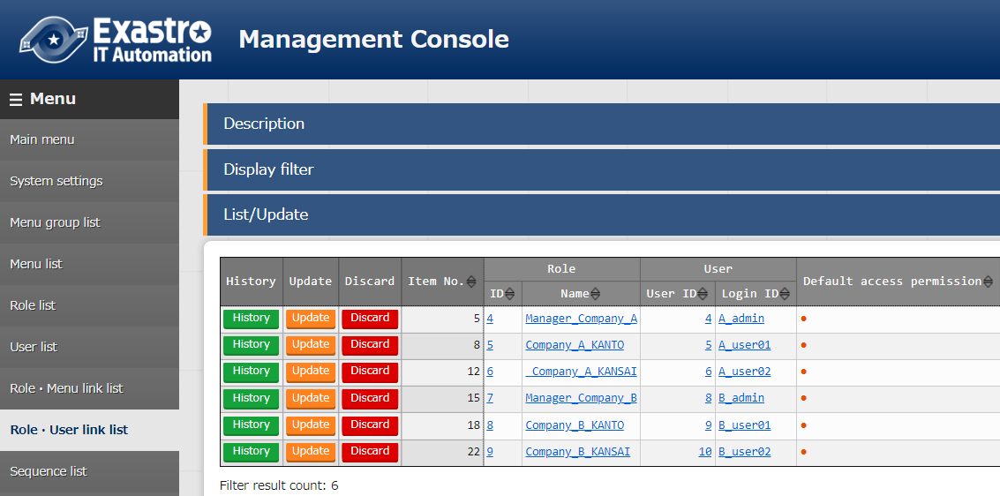 Exastro
IT Automation
Management Console
Menu
Main menu
System settings
Menu group list
Menu list
Role list
User list
Role・Menu link list
Role・User link list
Sequence list
Description
Display filter
List/Update
History Update Discard Item No. Role User Default access permission
ID Name User ID Login ID
History Update Discard 5 4 Manager_Company_A 4 A_admin ●
History Update Discard 8 5 Company_A_KANTO 5 A_user01 ●
History Update Discard 12 6 _Company_A_KANSAI 6 A_user02 ●
History Update Discard 15 7 Manager_Company_B 8 B_admin ●
History Update Discard 18 8 Company_B_KANTO 9 B_user01 ●
History Update Discard 22 9 Company_B_KANSAI 10 B_user02 ●
Filter result count: 6